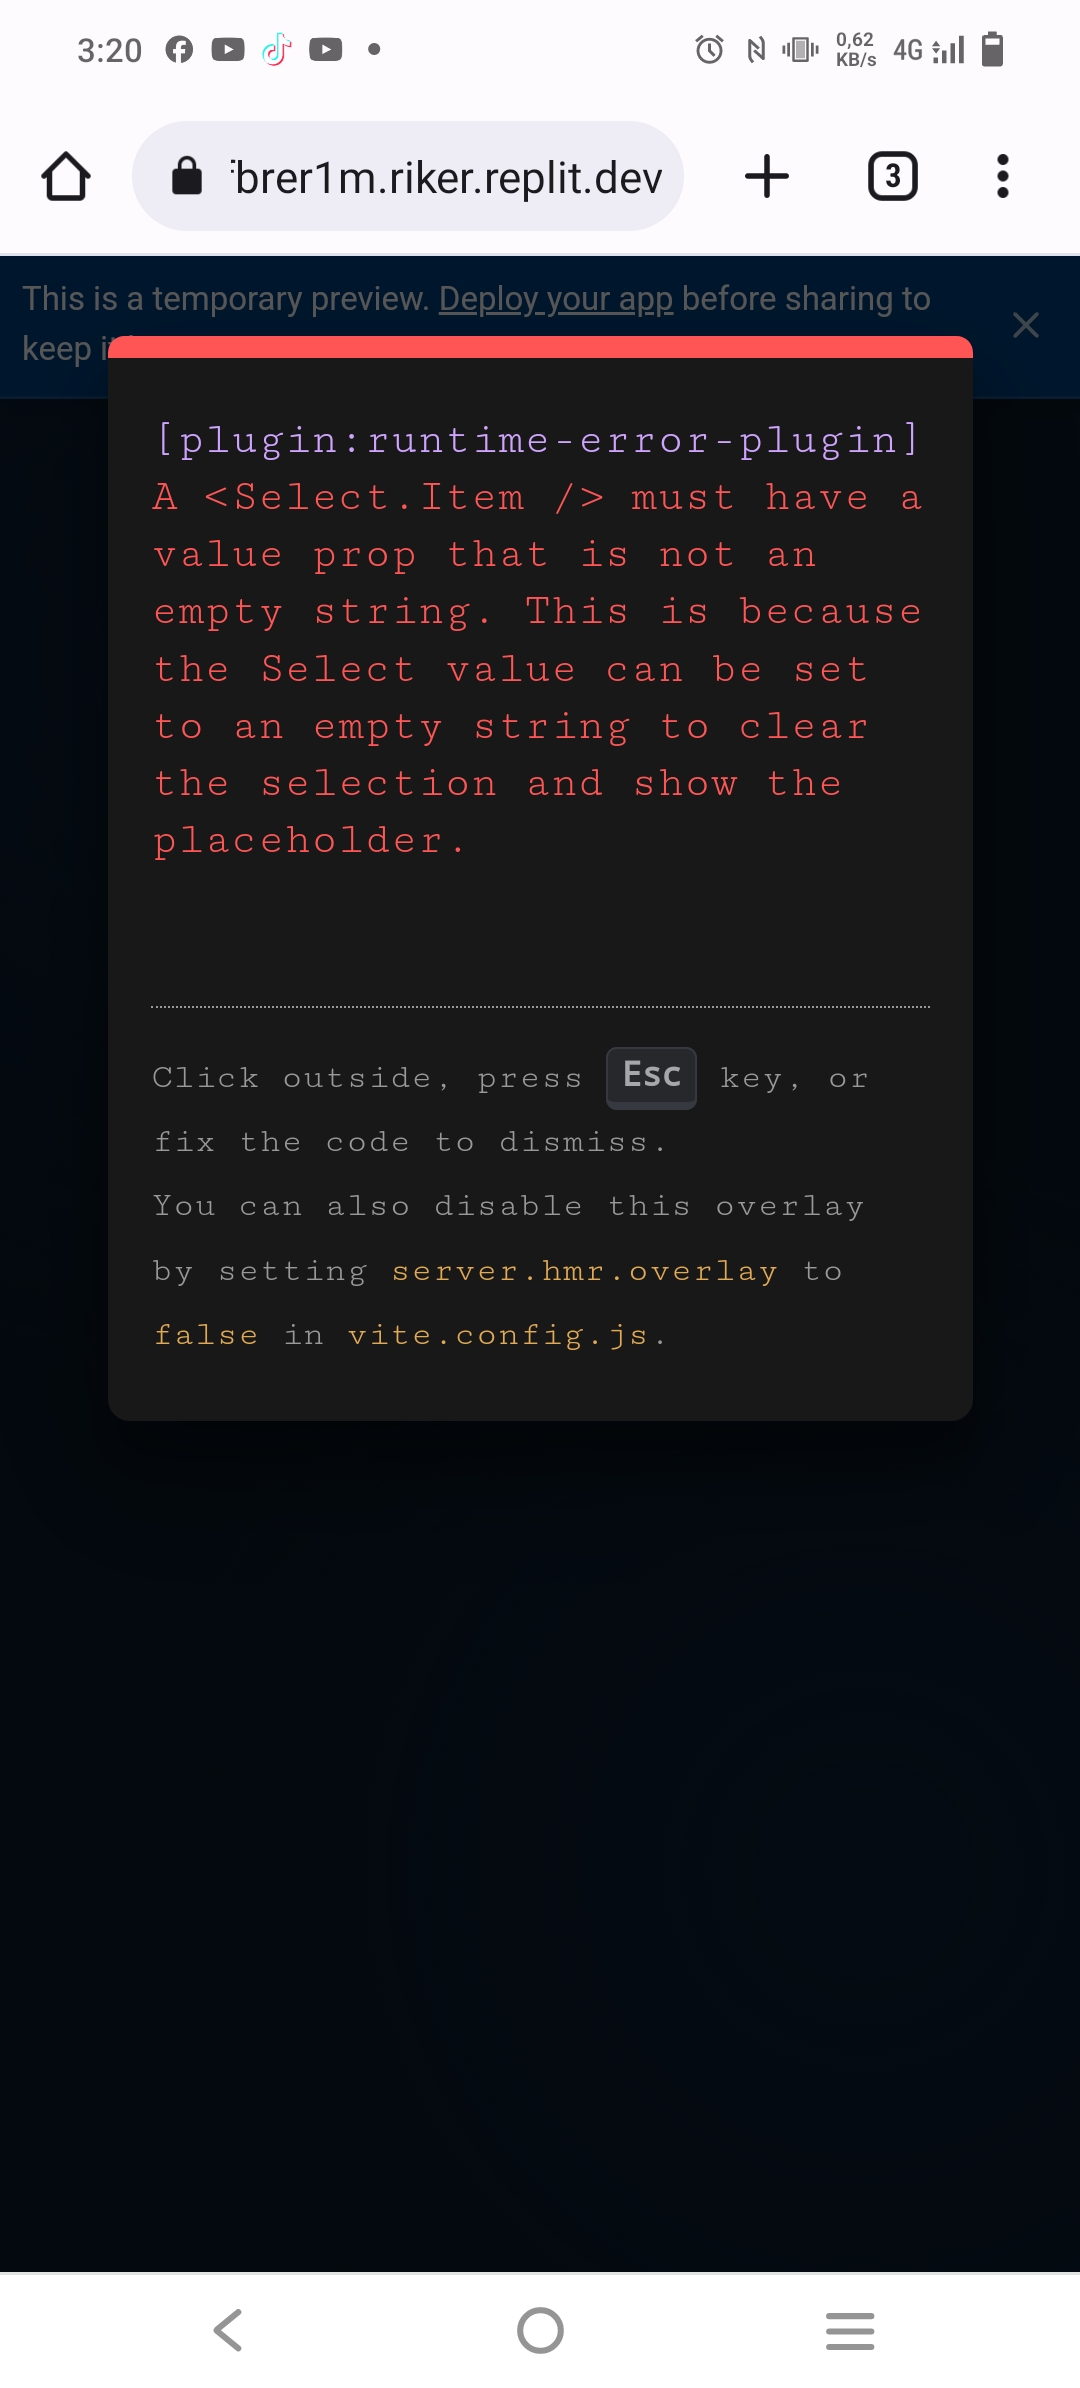 3:20
0,62
KB/s
4G
brer1m.riker.replit.dev
3
This is a temporary preview. Deploy your app before sharing to
keep
[plugin:runtime-error-plugin]
A <Select.Item /> must have a
value prop that is not an
empty string. This is because
the Select value can be set
to an empty string to clear
the selection and show the
placeholder.
Click outside, press Esc key, or
fix the code to dismiss.
You can also disable this overlay
by setting server.hmr.overlay to
false in vite.config.js.